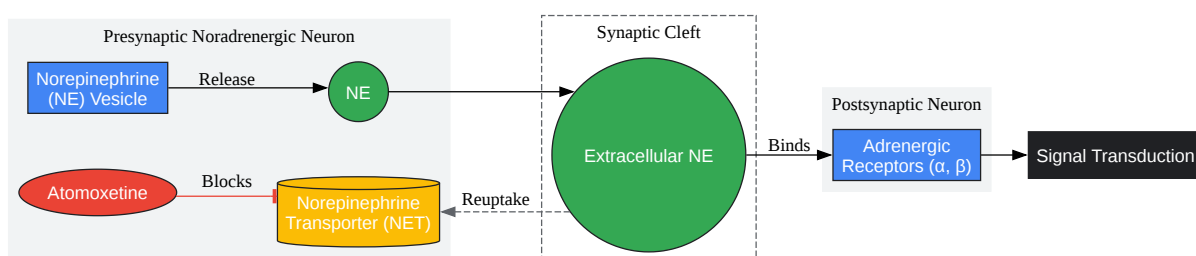 Presynaptic Noradrenergic Neuron
Norepinephrine
(NE) Vesicle
Release
NE
Atomoxetine
Blocks
Norepinephrine
Transporter (NET)
Reuptake
Synaptic Cleft
Extracellular NE
Binds
Postsynaptic Neuron
Adrenergic
Receptors (α, β)
Signal Transduction